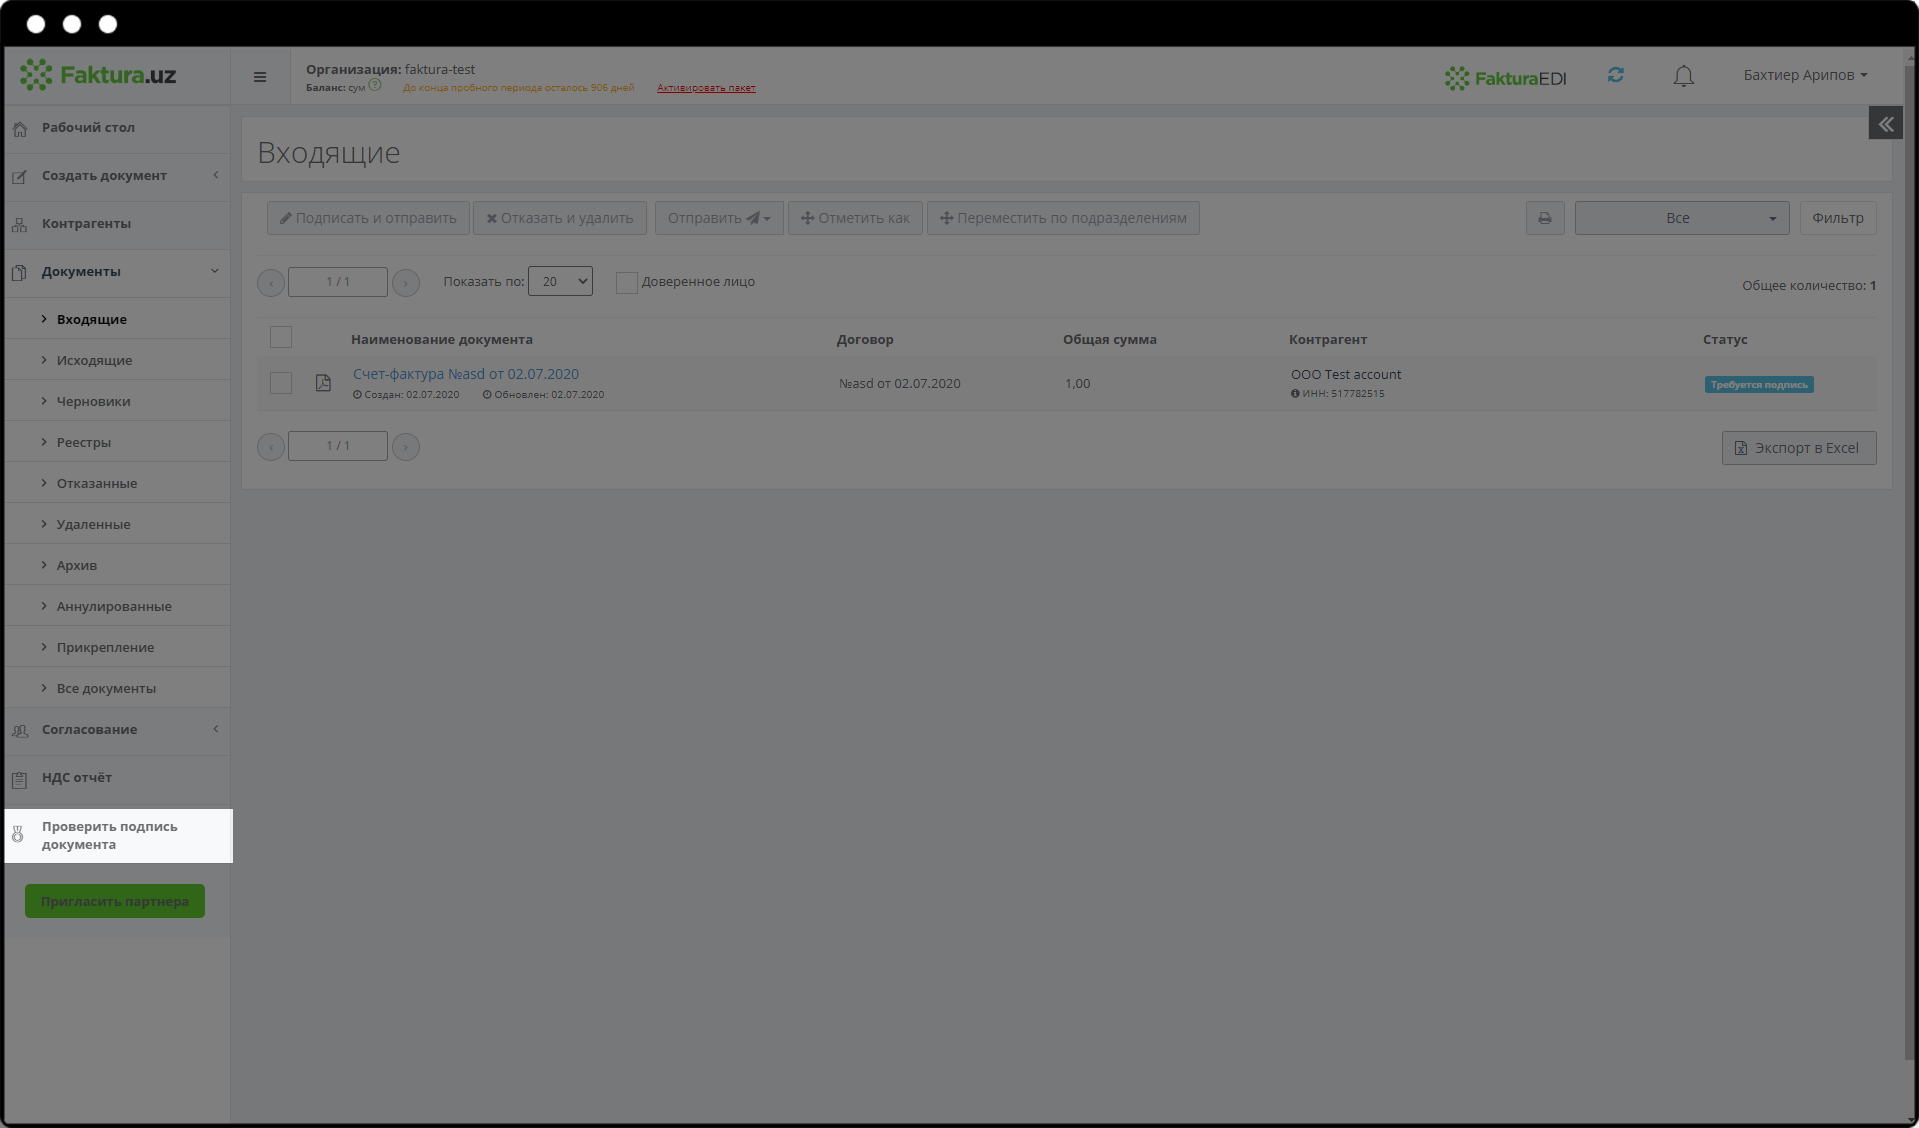 Faktura.uz
Организация: faktura-test
Баланс: сум
До конца пробного периода осталось 906 дней
Активировать пакет
FakturaEDI
Бахтиер Арипов
Рабочий стол
Создать документ
Контрагенты
Документы
Входящие
Исходящие
Черновики
Реестры
Отказанные
Удаленные
Архив
Аннулированные
Прикрепление
Все документы
Согласование
НДС отчёт
Проверить подпись
документа
Пригласить партнера
Входящие
Подписать и отправить
Отказать и удалить
Отправить
Отметить как
Переместить по подразделениям
Все
Фильтр
1 / 1
Показать по: 20
Доверенное лицо
Общее количество: 1
Наименование документа
Договор
Общая сумма
Контрагент
Статус
Счет-фактура №asd от 02.07.2020
Создан: 02.07.2020
Обновлен: 02.07.2020
№asd от 02.07.2020
1,00
ООО Test account
ИНН: 517782515
Требуется подпись
1 / 1
Экспорт в Excel